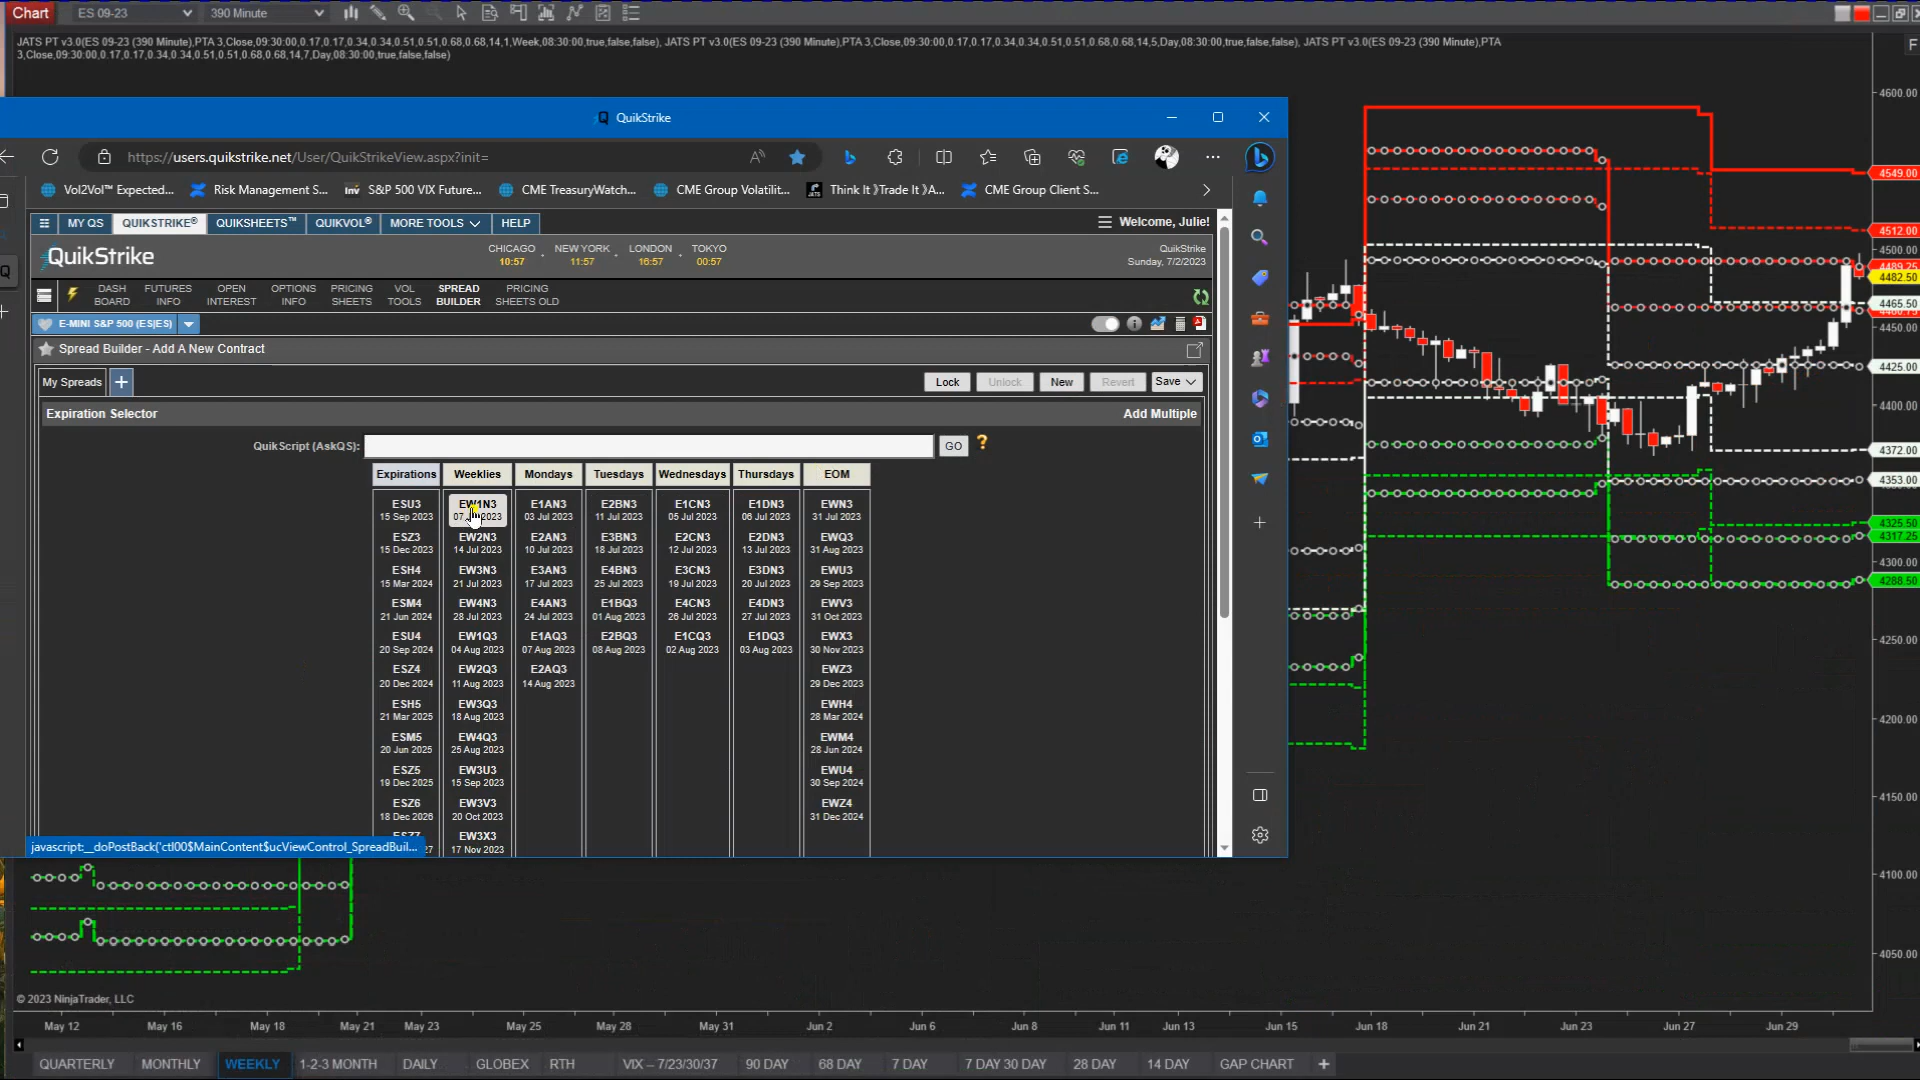 Chart ES 09-23 390 Minute
JATS PT v3.0(ES 09-23 (390 Minute),PTA 3,Close,09:30:00,0.17,0.17,0.34,0.34,0.51,0.51,0.68,0.68,14,1,Week,08:30:00,true,false,false), JATS PT v3.0(ES 09-23 (390 Minute),PTA 3,Close,09:30:00,0.17,0.17,0.34,0.34,0.51,0.51,0.68,0.68,14,5,Day,08:30:00,true,false,false), JATS PT v3.0(ES 09-23 (390 Minute),PTA
3,Close,09:30:00,0.17,0.17,0.34,0.34,0.51,0.51,0.68,0.68,14,7,Day,08:30:00,true,false,false)
F
QuikStrike
https://users.quikstrike.net/User/QuikStrikeView.aspx?init=
Vol2Vol™ Expected... Risk Management S... Inv S&P 500 VIX Future... CME TreasuryWatch... CME Group Volatilit... Think It》Trade It》A... CME Group Client S...
MY QS QUIKSTRIKE® QUIKSHEETS™ QUIKVOL® MORE TOOLS HELP Welcome, Julie!
QuikStrike
CHICAGO NEW YORK LONDON TOKYO QuikStrike
10:57 11:57 16:57 00:57 Sunday, 7/2/2023
DASH BOARD
FUTURES INFO
OPEN INTEREST
OPTIONS INFO
PRICING SHEETS
VOL TOOLS
SPREAD BUILDER
PRICING SHEETS OLD
E-MINI S&P 500 (ES|ES)
Spread Builder - Add A New Contract
My Spreads + Lock Unlock New Revert Save
Expiration Selector Add Multiple
QuikScript (AskQS): GO ?
Expirations Weeklies Mondays Tuesdays Wednesdays Thursdays EOM
ESU3 EW1N3 E1AN3 E2BN3 E1CN3 E1DN3 EWN3
15 Sep 2023 07 2023 03 Jul 2023 11 Jul 2023 05 Jul 2023 06 Jul 2023 31 Jul 2023
ESZ3 EW2N3 E2AN3 E3BN3 E2CN3 E2DN3 EWQ3
15 Dec 2023 14 Jul 2023 10 Jul 2023 18 Jul 2023 12 Jul 2023 13 Jul 2023 31 Aug 2023
ESH4 EW3N3 E3AN3 E4BN3 E3CN3 E3DN3 EWU3
15 Mar 2024 21 Jul 2023 17 Jul 2023 25 Jul 2023 19 Jul 2023 20 Jul 2023 29 Sep 2023
ESM4 EW4N3 E4AN3 E1BQ3 E4CN3 E4DN3 EWV3
21 Jun 2024 28 Jul 2023 24 Jul 2023 01 Aug 2023 26 Jul 2023 27 Jul 2023 31 Oct 2023
ESU4 EW1Q3 E1AQ3 E2BQ3 E1CQ3 E1DQ3 EWX3
20 Sep 2024 04 Aug 2023 07 Aug 2023 08 Aug 2023 02 Aug 2023 03 Aug 2023 30 Nov 2023
ESZ4 EW2Q3 E2AQ3 EWZ3
20 Dec 2024 11 Aug 2023 14 Aug 2023 29 Dec 2023
ESH5 EW3Q3 EWH4
21 Mar 2025 18 Aug 2023 28 Mar 2024
ESM5 EW4Q3 EWM4
20 Jun 2025 25 Aug 2023 28 Jun 2024
ESZ5 EW3U3 EWU4
19 Dec 2025 15 Sep 2023 30 Sep 2024
ESZ6 EW3V3 EWZ4
18 Dec 2026 20 Oct 2023 31 Dec 2024
ESZ7 EW3X3
27 17 Nov 2023
javascript:__doPostBack('ctl00$MainContent$ucViewControl_SpreadBuil...
4600.00
4549.00
4512.00
4500.00
4489.25
4482.50
4465.50
4450.00
4425.00
4400.00
4372.00
4353.00
4325.50
4317.25
4300.00
4288.50
4250.00
4200.00
4150.00
4100.00
4050.00
© 2023 NinjaTrader, LLC
May 12 May 16 May 18 May 21 May 23 May 25 May 28 May 31 Jun 2 Jun 6 Jun 8 Jun 11 Jun 13 Jun 15 Jun 18 Jun 21 Jun 23 Jun 27 Jun 29
QUARTERLY MONTHLY WEEKLY 1-2-3 MONTH DAILY GLOBEX RTH VIX – 7/23/30/37 90 DAY 68 DAY 7 DAY 7 DAY 30 DAY 28 DAY 14 DAY GAP CHART +